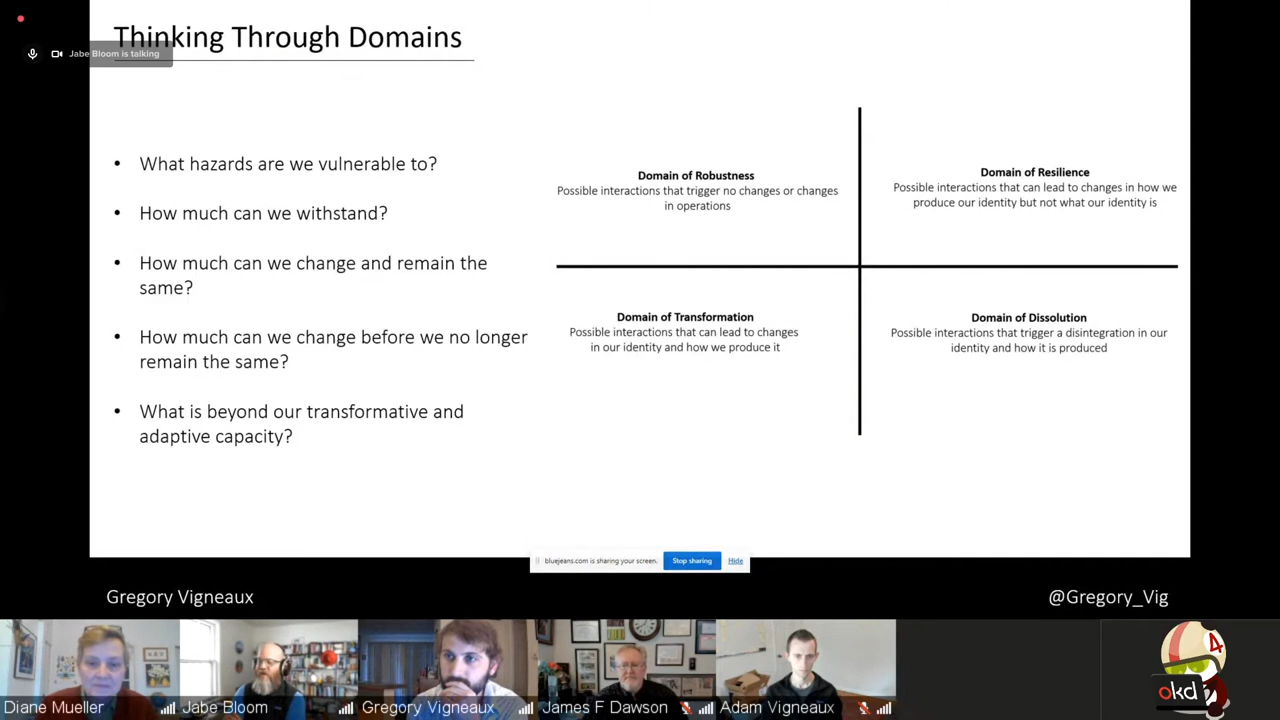 Thinking Through Domains
Jabe Bloom is talking
• What hazards are we vulnerable to?
• How much can we withstand?
• How much can we change and remain the
same?
• How much can we change before we no longer
remain the same?
• What is beyond our transformative and
adaptive capacity?
Domain of Robustness
Possible interactions that trigger no changes or changes
in operations
Domain of Resilience
Possible interactions that can lead to changes in how we
produce our identity but not what our identity is
Domain of Transformation
Possible interactions that can lead to changes
in our identity and how we produce it
Domain of Dissolution
Possible interactions that trigger a disintegration in our
identity and how it is produced
bluejeans.com is sharing your screen.
Stop sharing
Hide
Gregory Vigneaux
@Gregory_Vig
Diane Mueller
Jabe Bloom
Gregory Vigneaux
James F Dawson
Adam Vigneaux
4
okd